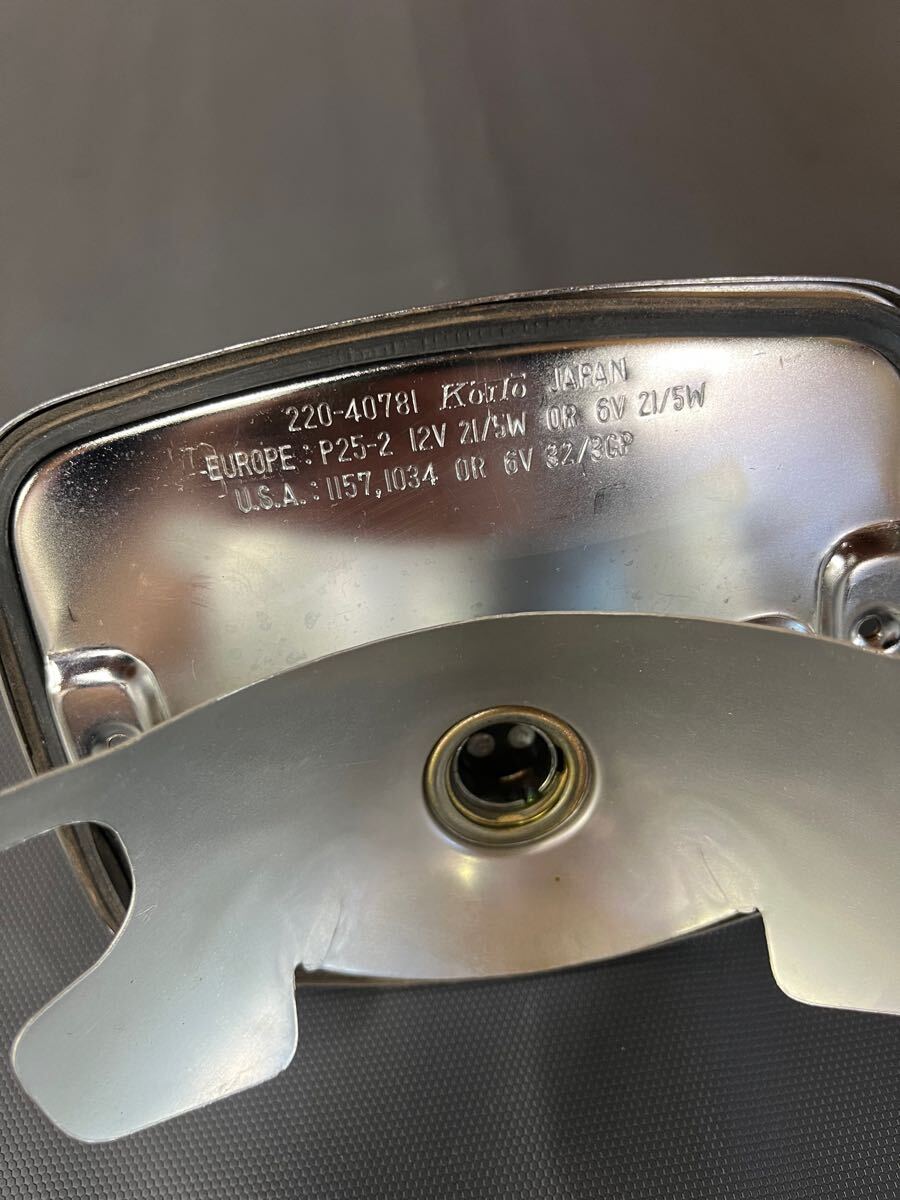 220-40781 Koito JAPAN
EUROPE : P25-2 12V 21/5W OR 6V 21/5W
U.S.A. : 1157,1034 OR 6V 32/3CP